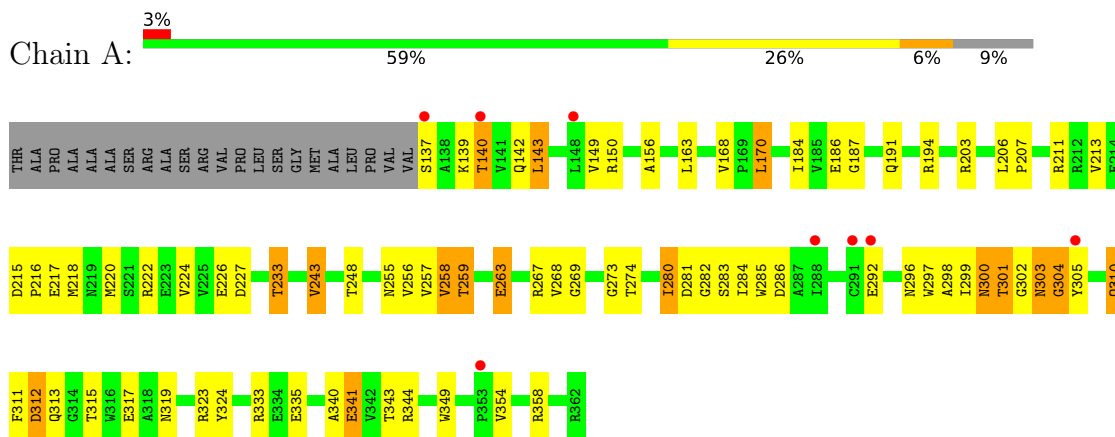 3%
Chain A:
59% 26% 6% 9%
THR ALA PRO ALA ALA ALA SER ARG ALA SER ARG VAL PRO LEU SER GLY MET ALA LEU PRO VAL VAL S137 A138 K139 T140 V141 Q142 L143 L148 V149 R150 A156 L163 V168 P169 L170 I184 V185 E186 G187 Q191 R194 R203 L206 P207 R211 R212 V213
D215 P216 E217 M218 N219 M220 S221 R222 E223 V224 V225 E226 D227 T233 V243 T248 N255 V256 V257 V258 T259 E263 R267 V268 G269 G273 T274 I280 D281 G282 S283 I284 W285 D286 A287 I288 C291 E292 N296 W297 A298 I299 N300 T301 G302 N303 G304 Y305
F311 D312 Q313 G314 T315 W316 E317 A318 N319 R323 Y324 R333 E334 E335 A340 E341 V342 T343 R344 W349 P353 V354 R358 R362